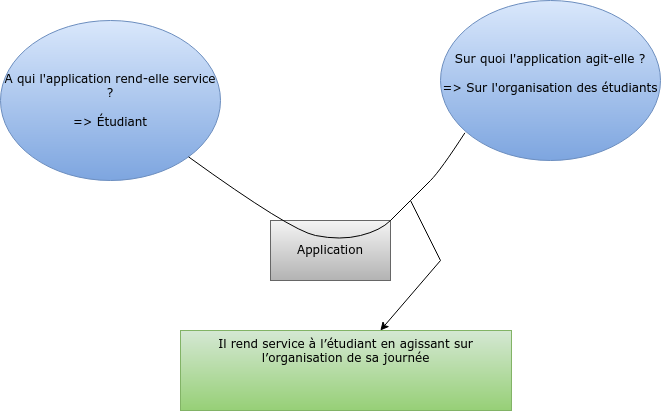 A qui l'application rend-elle service
?
=> Étudiant
Sur quoi l'application agit-elle ?
=> Sur l'organisation des étudiants
Application
Il rend service à l’étudiant en agissant sur
l’organisation de sa journée